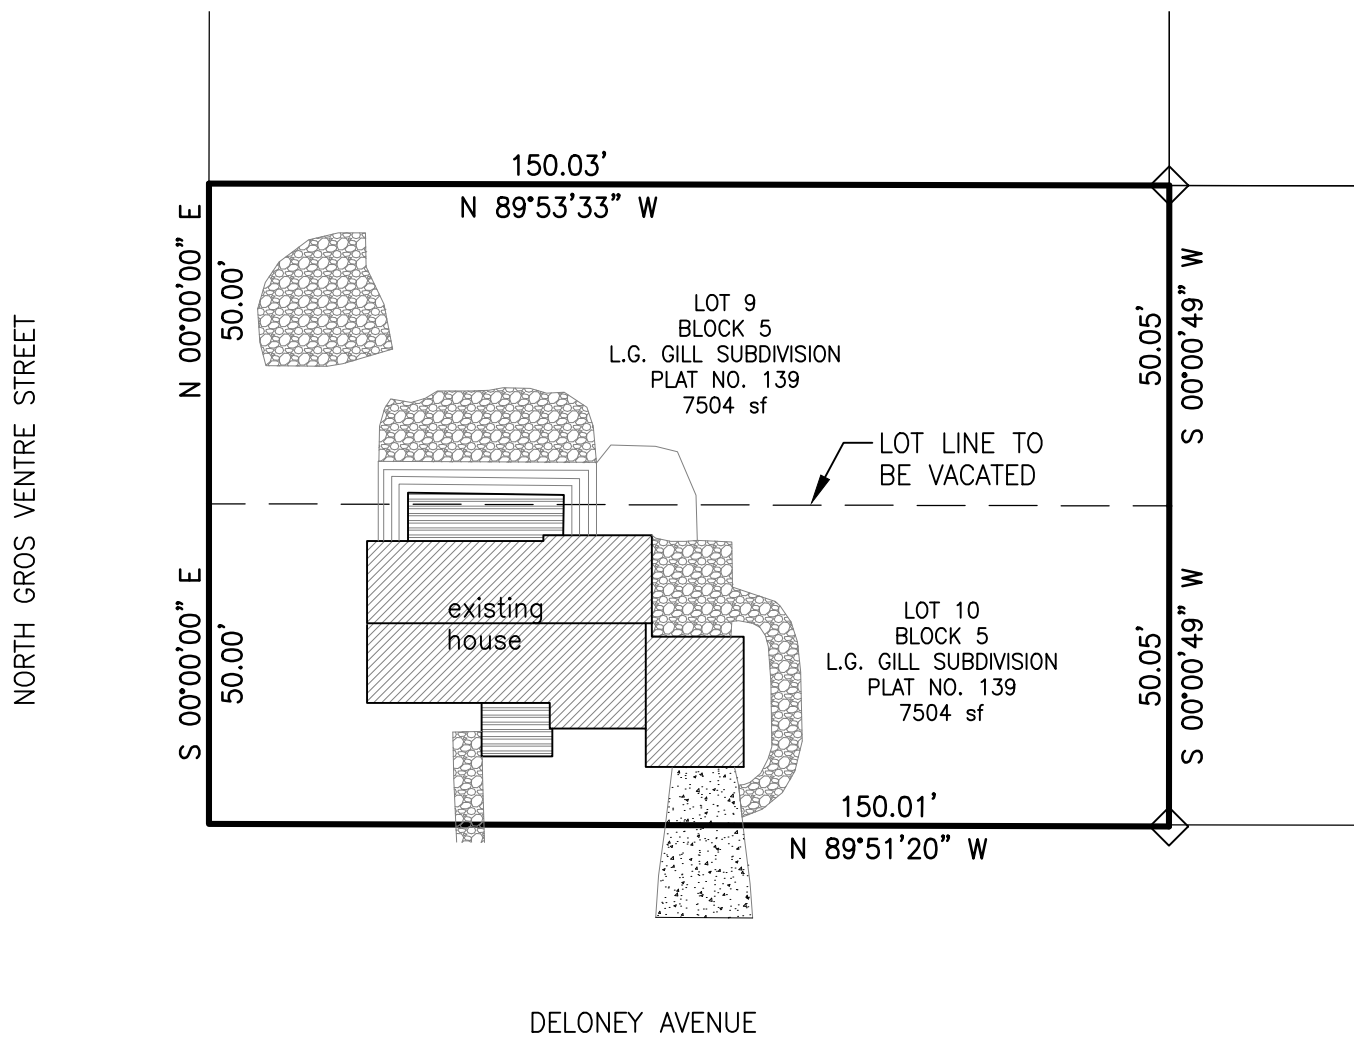 150.03'
N 89°53'33" W
N 00°00'00" E
50.00'
LOT 9
BLOCK 5
L.G. GILL SUBDIVISION
PLAT NO. 139
7504 sf
50.05'
S 00°00'49" W
NORTH GROS VENTRE STREET
LOT LINE TO
BE VACATED
existing
house
S 00°00'00" E
50.00'
LOT 10
BLOCK 5
L.G. GILL SUBDIVISION
PLAT NO. 139
7504 sf
50.05'
S 00°00'49" W
150.01'
N 89°51'20" W
DELONEY AVENUE